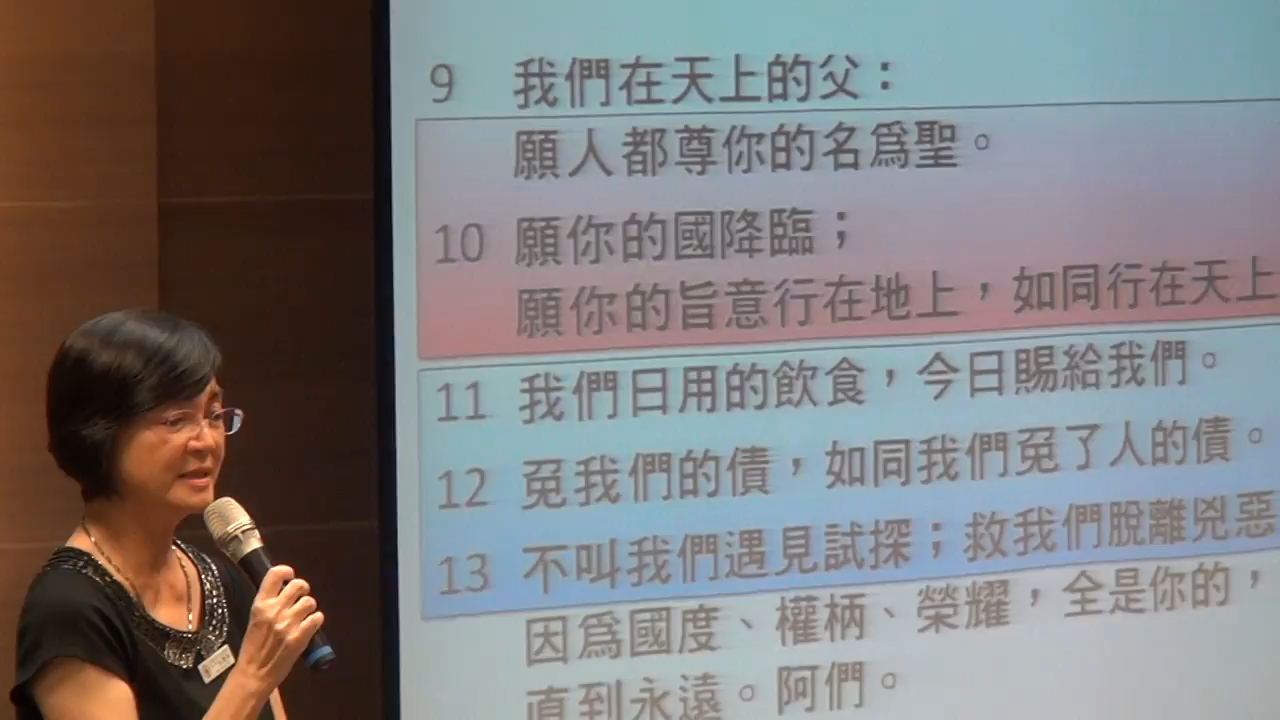 9 我們在天上的父：
願人都尊你的名為聖。
10 願你的國降臨；
願你的旨意行在地上，如同行在天上
11 我們日用的飲食，今日賜給我們。
12 免我們的債，如同我們免了人的債。
13 不叫我們遇見試探；救我們脫離兇惡
因為國度、權柄、榮耀，全是你的，
直到永遠。阿們。